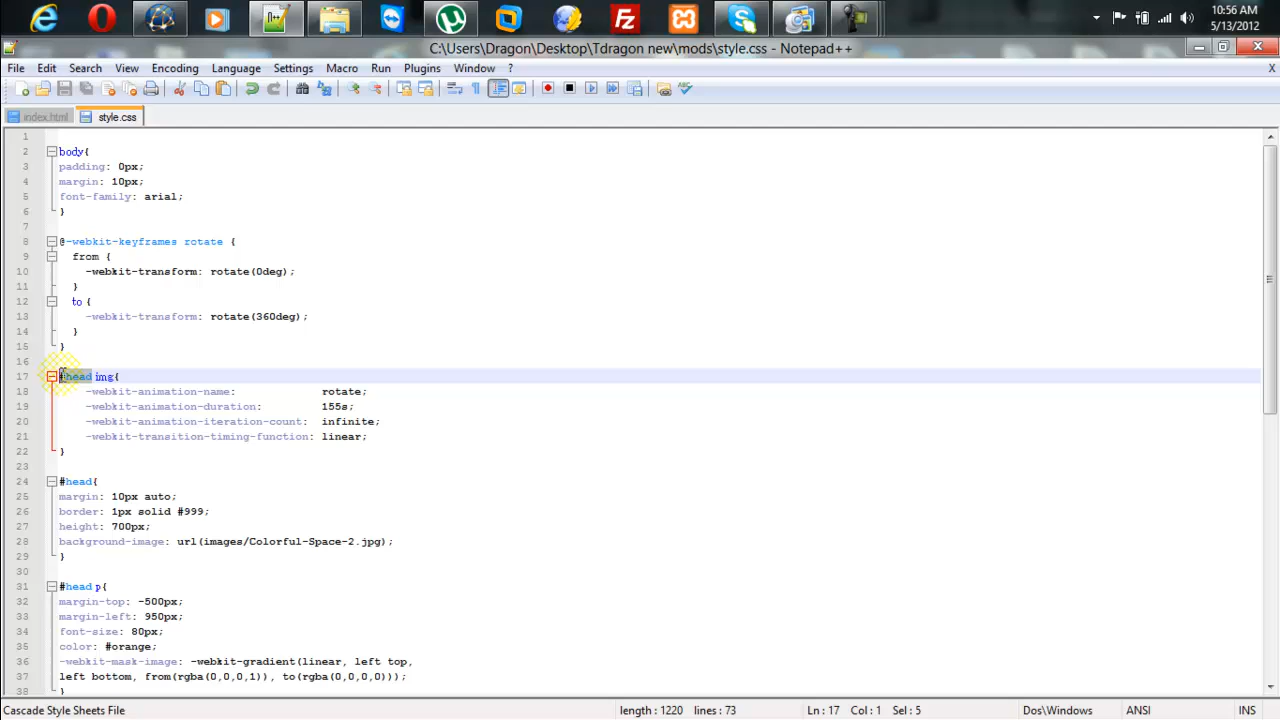 10:56 AM
5/13/2012
C:\Users\Dragon\Desktop\Tdragon new\mods\style.css - Notepad++
File Edit Search View Encoding Language Settings Macro Run Plugins Window ? X
index.html style.css
1
2 body{
3 padding: 0px;
4 margin: 10px;
5 font-family: arial;
6 }
7
8 @-webkit-keyframes rotate {
9 from {
10 -webkit-transform: rotate(0deg);
11 }
12 to {
13 -webkit-transform: rotate(360deg);
14 }
15 }
16
17 #head img{
18 -webkit-animation-name: rotate;
19 -webkit-animation-duration: 155s;
20 -webkit-animation-iteration-count: infinite;
21 -webkit-transition-timing-function: linear;
22 }
23
24 #head{
25 margin: 10px auto;
26 border: 1px solid #999;
27 height: 700px;
28 background-image: url(images/Colorful-Space-2.jpg);
29 }
30
31 #head p{
32 margin-top: -500px;
33 margin-left: 950px;
34 font-size: 80px;
35 color: #orange;
36 -webkit-mask-image: -webkit-gradient(linear, left top,
37 left bottom, from(rgba(0,0,0,1)), to(rgba(0,0,0,0)));
38 }
Cascade Style Sheets File length : 1220 lines : 73 Ln : 17 Col : 1 Sel : 5 Dos\Windows ANSI INS